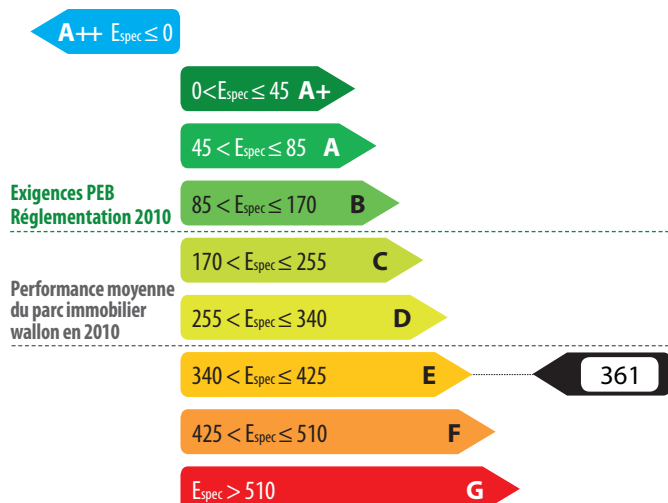 A++ Espec ≤ 0
0<Espec ≤ 45 A+
45 < Espec ≤ 85 A
Exigences PEB
Réglementation 2010
85 < Espec ≤ 170 B
170 < Espec ≤ 255 C
Performance moyenne
du parc immobilier
wallon en 2010
255 < Espec ≤ 340 D
340 < Espec ≤ 425 E
361
425 < Espec ≤ 510 F
Espec > 510 G